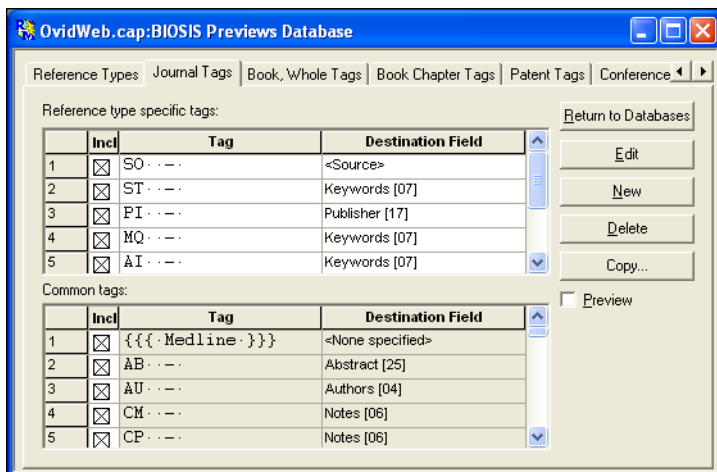 OvidWeb.cap:BIOSIS Previews Database
Reference Types Journal Tags Book, Whole Tags Book Chapter Tags Patent Tags Conference
Reference type specific tags:
Return to Databases
Incl Tag Destination Field
1 SO··–· <Source>
2 ST··–· Keywords [07]
3 PI··–· Publisher [17]
4 MQ··–· Keywords [07]
5 AI··–· Keywords [07]
Edit
New
Delete
Copy...
Preview
Common tags:
Incl Tag Destination Field
1 {{{·Medline·}}} <None specified>
2 AB··–· Abstract [25]
3 AU··–· Authors [04]
4 CM··–· Notes [06]
5 CP··–· Notes [06]